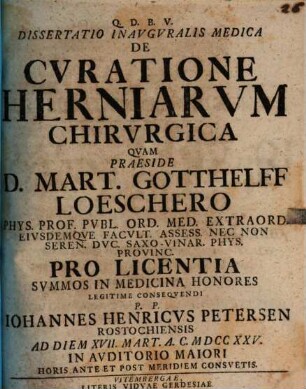 26
Q. D. B. V.
DISSERTATIO INAVGVRALIS MEDICA
DE
CVRATIONE
HERNIARVM
CHIRVRGICA
QVAM
PRAESIDE
D. MART. GOTTHELFF
LOESCHERO
PHYS. PROF. PVBL. ORD. MED. EXTRAORD.
EIVSDEMQVE FACVLT. ASSESS. NEC NON
SEREN. DVC. SAXO-VINAR. PHYS.
PROVINC.
PRO LICENTIA
SVMMOS IN MEDICINA HONORES
LEGITIME CONSEQVENDI
P. P.
IOHANNES HENRICVS PETERSEN
ROSTOCHIENSIS
AD DIEM XVII. MART. A. C. MDCCXXV.
IN AVDITORIO MAIORI
HORIS ANTE ET POST MERIDIEM CONSVETIS.
VITEMBERGAE,
LITERIS VIDVAE GERDESIAE